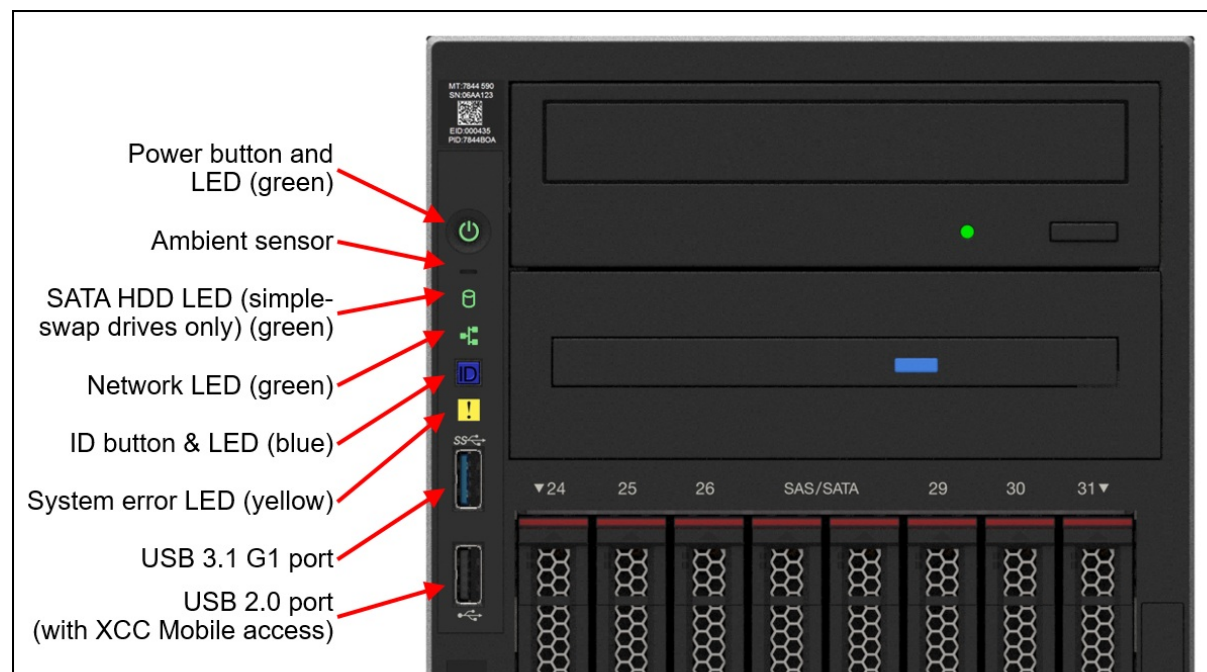 MT:7844 590
SN:06AA123
EID:000435
PID:7844BOA
Power button and
LED (green)
Ambient sensor
SATA HDD LED (simple-
swap drives only) (green)
Network LED (green)
ID button & LED (blue)
System error LED (yellow)
USB 3.1 G1 port
USB 2.0 port
(with XCC Mobile access)
ID
!
SS
▼24 25 26 SAS/SATA 29 30 31▼